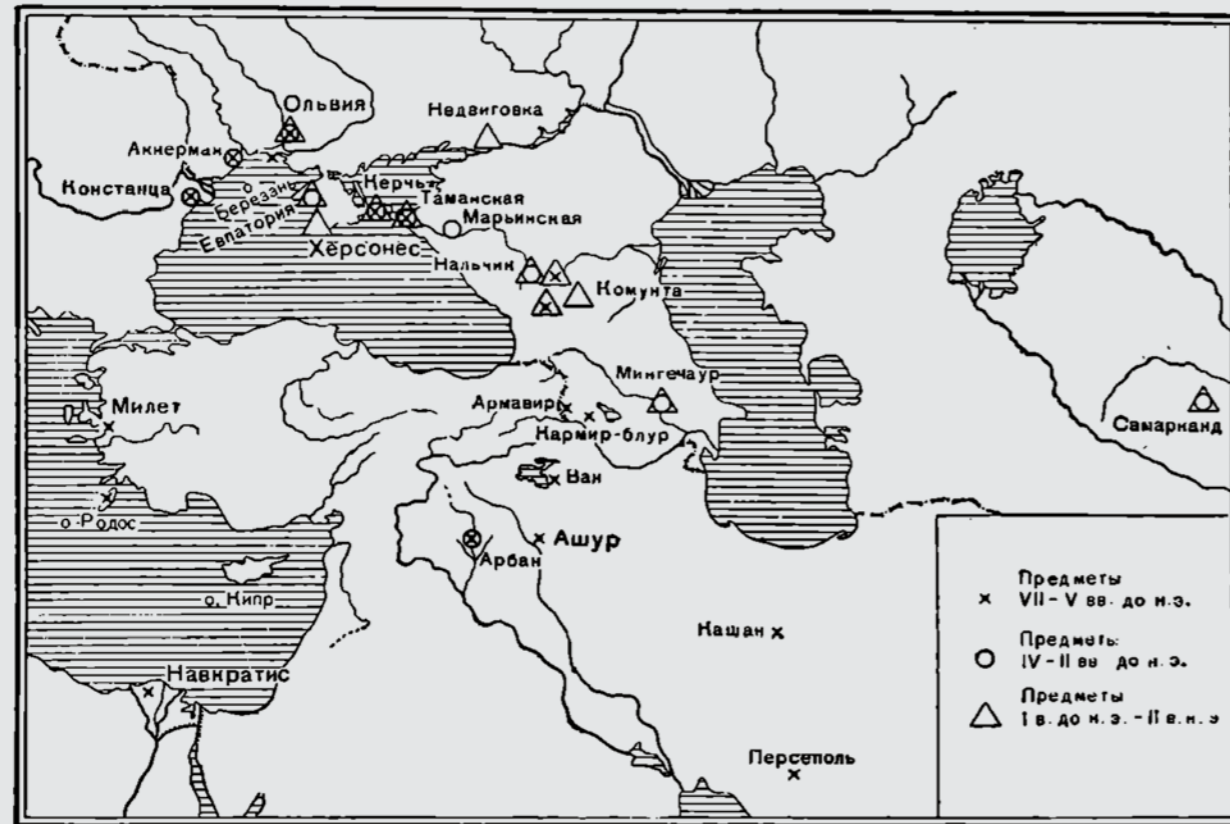 Ольвия
Недвиговка
Аккерман
Констанца
о. Березань
Евпатория
Керчь
Таманская
Марьинская
Херсонес
Нальчик
Комунта
Мингечаур
Армавир
Кармир-блур
Милет
Самарканд
Ван
о. Родос
Арбан
Ашур
о. Кипр
Кашан
Навкратис
Персеполь
Предметы
VII – V вв. до н.э.
Предметы
IV – II вв до н.э.
Предметы
I в. до н.э. – II в. н.э